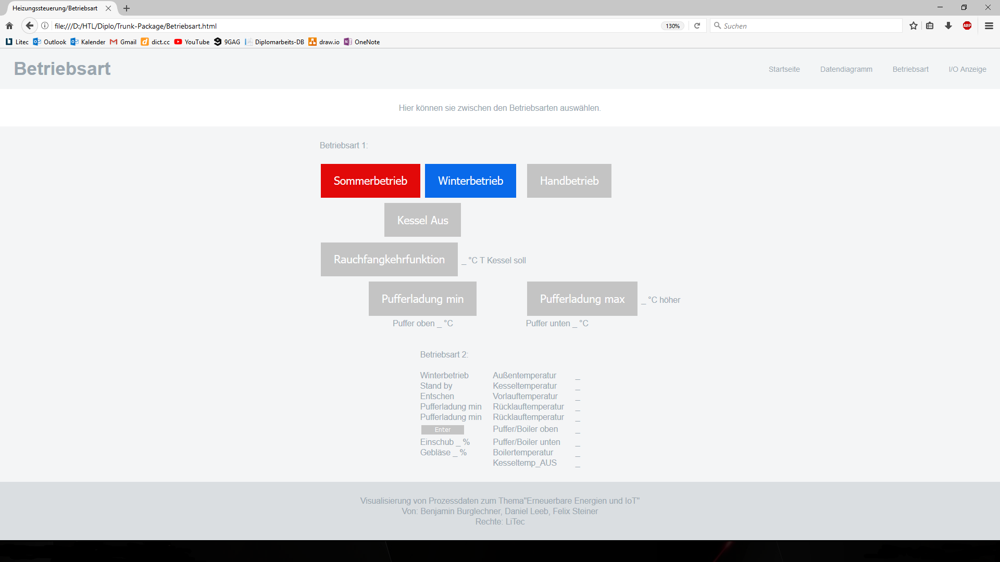 Heizungssteuerung/Betriebsart
file:///D:/HTL/Diplo/Trunk-Package/Betriebsart.html 130% Suchen ABP
Litec Outlook Kalender Gmail dict.cc YouTube 9GAG Diplomarbeits-DB draw.io OneNote
Betriebsart Startseite Datendiagramm Betriebsart I/O Anzeige
Hier können sie zwischen den Betriebsarten auswählen.
Betriebsart 1:
Sommerbetrieb Winterbetrieb Handbetrieb
Kessel Aus
Rauchfangkehrfunktion _ °C T Kessel soll
Pufferladung min Pufferladung max _ °C höher
Puffer oben _ °C Puffer unten _ °C
Betriebsart 2:
Winterbetrieb Außentemperatur _
Stand by Kesseltemperatur _
Entschen Vorlauftemperatur _
Pufferladung min Rücklauftemperatur _
Pufferladung min Rücklauftemperatur _
Enter Puffer/Boiler oben _
Einschub _ % Puffer/Boiler unten _
Gebläse _ % Boilertemperatur _
Kesseltemp_AUS _
Visualisierung von Prozessdaten zum Thema"Erneuerbare Energien und IoT"
Von: Benjamin Burglechner, Daniel Leeb, Felix Steiner
Rechte: LiTec